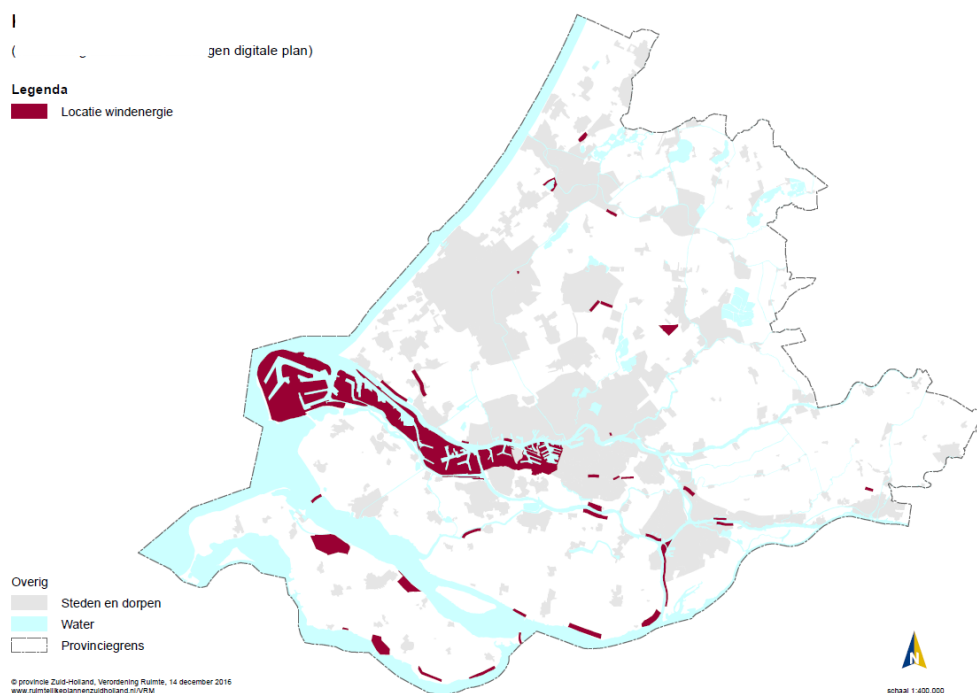 gen digitale plan)
Legenda
Locatie windenergie
Overig
Steden en dorpen
Water
Provinciegrens
N
© provincie Zuid-Holland, Verordening Ruimte, 14 december 2016
www.ruimtelijkeplannenzuidholland.nl/VRM
schaal 1:400.000